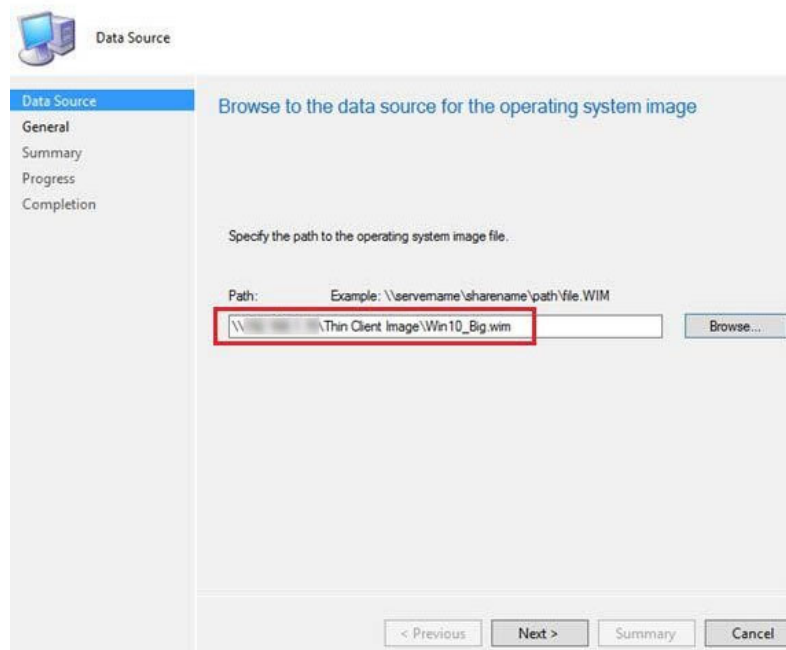 Data Source
Data Source
General
Summary
Progress
Completion
Browse to the data source for the operating system image
Specify the path to the operating system image file.
Path: Example: \\servername\sharename\path\file.WIM
\\ \Thin Client Image\Win10_Big.wim Browse...
< Previous Next > Summary Cancel